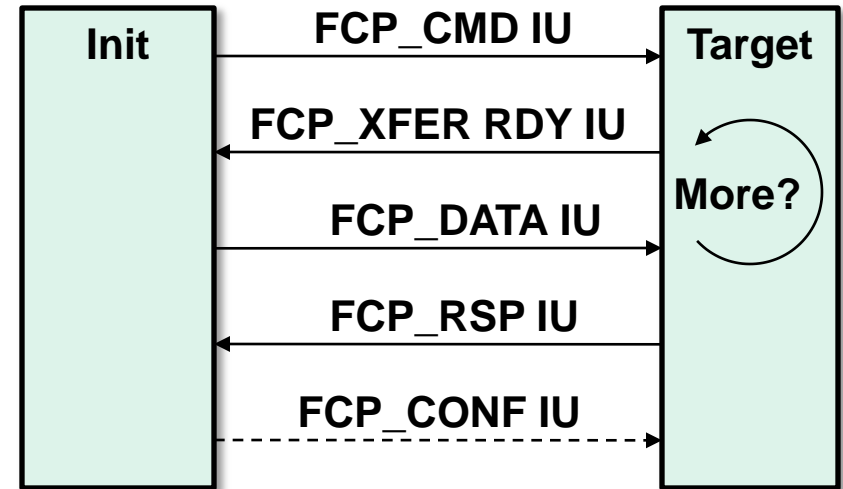 Init
FCP_CMD IU
Target
FCP_XFER RDY IU
More?
FCP_DATA IU
FCP_RSP IU
FCP_CONF IU